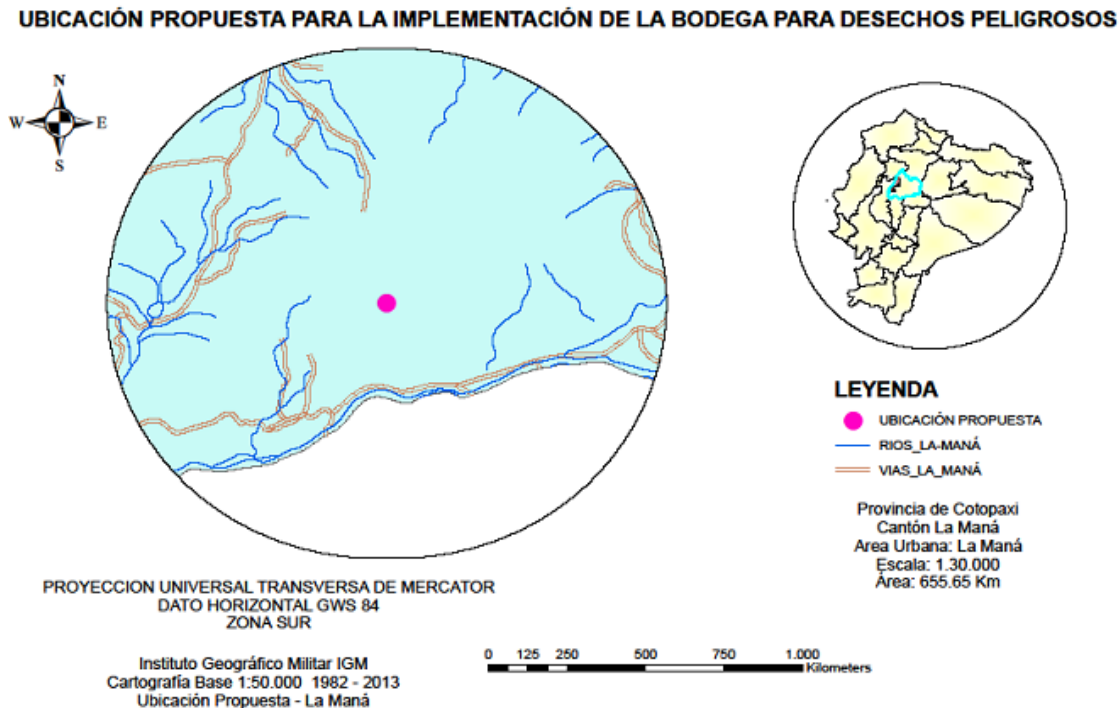 UBICACIÓN PROPUESTA PARA LA IMPLEMENTACIÓN DE LA BODEGA PARA DESECHOS PELIGROSOS
N
W E
S
LEYENDA
UBICACIÓN PROPUESTA
RIOS_LA-MANÁ
VIAS_LA_MANÁ
Provincia de Cotopaxi
Cantón La Maná
Area Urbana: La Maná
Escala: 1.30.000
Área: 655.65 Km
PROYECCION UNIVERSAL TRANSVERSA DE MERCATOR
DATO HORIZONTAL GWS 84
ZONA SUR
Instituto Geográfico Militar IGM
Cartografía Base 1:50.000 1982 - 2013
Ubicación Propuesta - La Maná
0 125 250 500 750 1.000
Kilometers